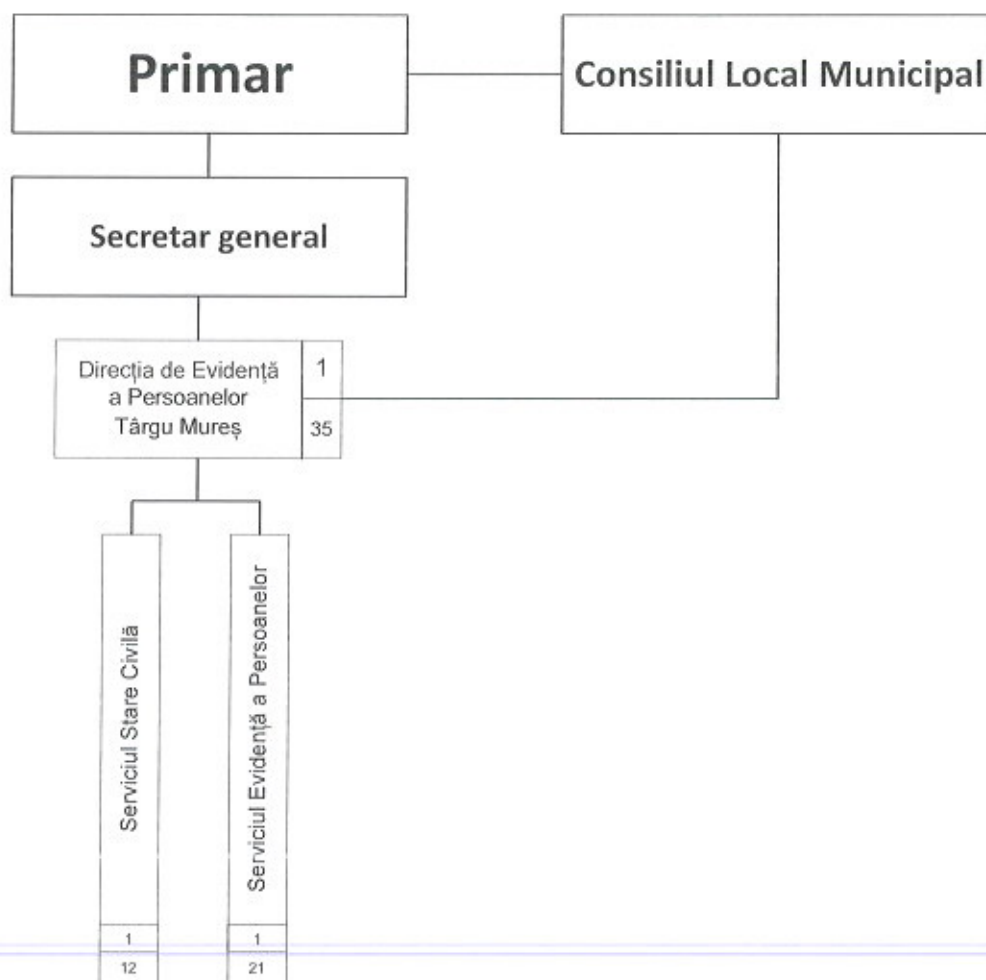 Primar
Consiliul Local Municipal
Secretar general
Direcția de Evidență
a Persoanelor
Târgu Mureș
1
35
Serviciul Stare Civilă
1
12
Serviciul Evidență a Persoanelor
1
21